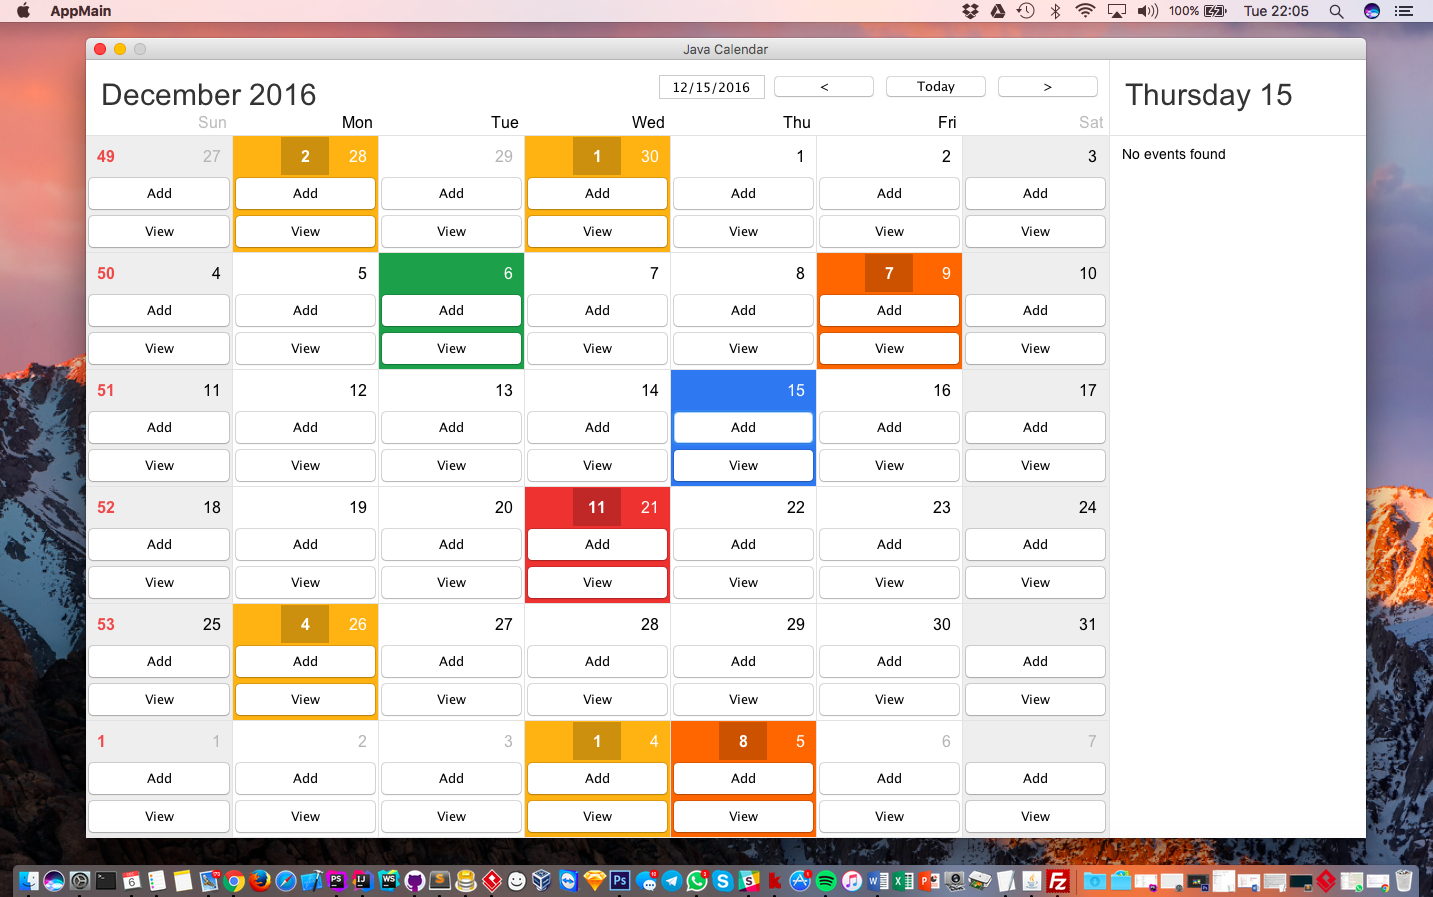 AppMain
100%
Tue 22:05
Java Calendar
December 2016
12/15/2016
<
Today
>
Thursday 15
Sun Mon Tue Wed Thu Fri Sat
No events found
49 27 2 28 29 1 30 1 2 3
Add Add Add Add Add Add Add
View View View View View View View
50 4 5 6 7 8 7 9 10
Add Add Add Add Add Add Add
View View View View View View View
51 11 12 13 14 15 16 17
Add Add Add Add Add Add Add
View View View View View View View
52 18 19 20 11 21 22 23 24
Add Add Add Add Add Add Add
View View View View View View View
53 25 4 26 27 28 29 30 31
Add Add Add Add Add Add Add
View View View View View View View
1 1 2 3 1 4 8 5 6 7
Add Add Add Add Add Add Add
View View View View View View View
6 PS IJ WS S Ps S k W X P Fz